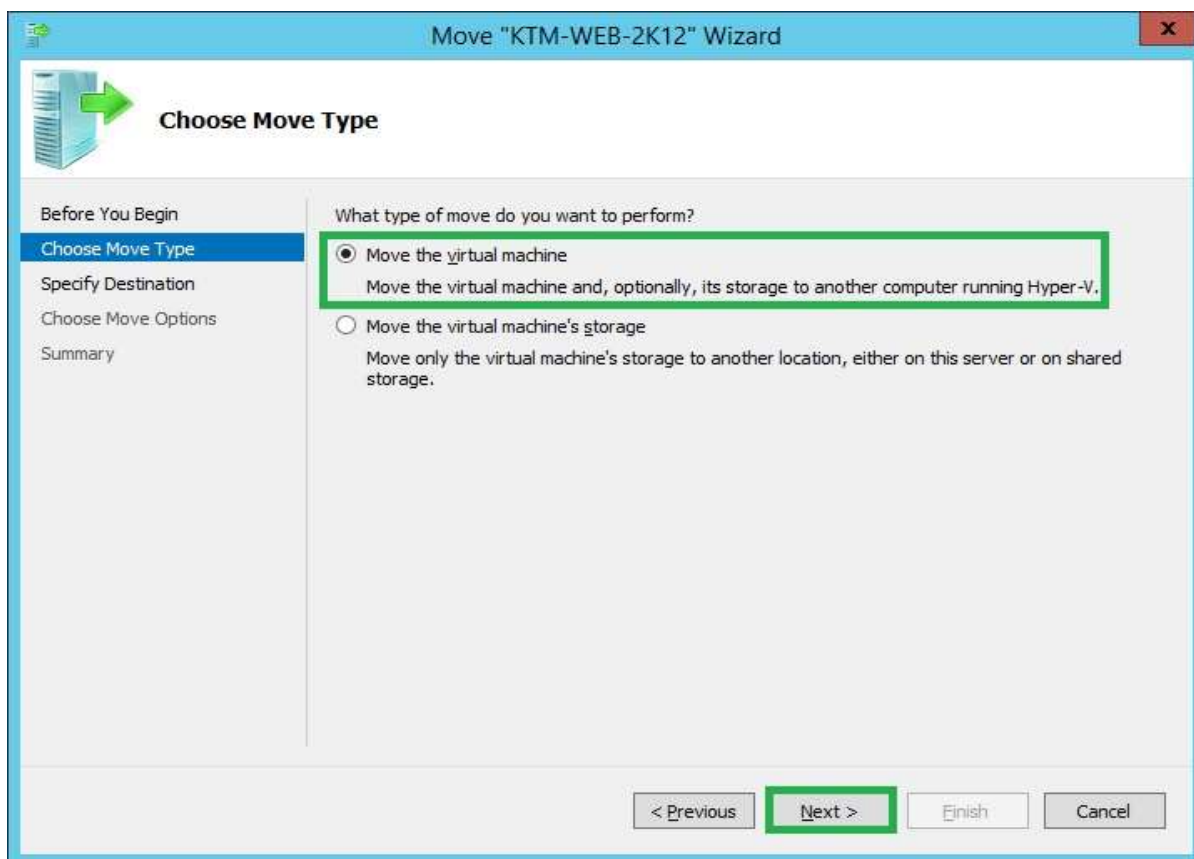 Move "KTM-WEB-2K12" Wizard
x
Choose Move Type
Before You Begin
Choose Move Type
Specify Destination
Choose Move Options
Summary
What type of move do you want to perform?
Move the virtual machine
Move the virtual machine and, optionally, its storage to another computer running Hyper-V.
Move the virtual machine's storage
Move only the virtual machine's storage to another location, either on this server or on shared
storage.
< Previous
Next >
Finish
Cancel